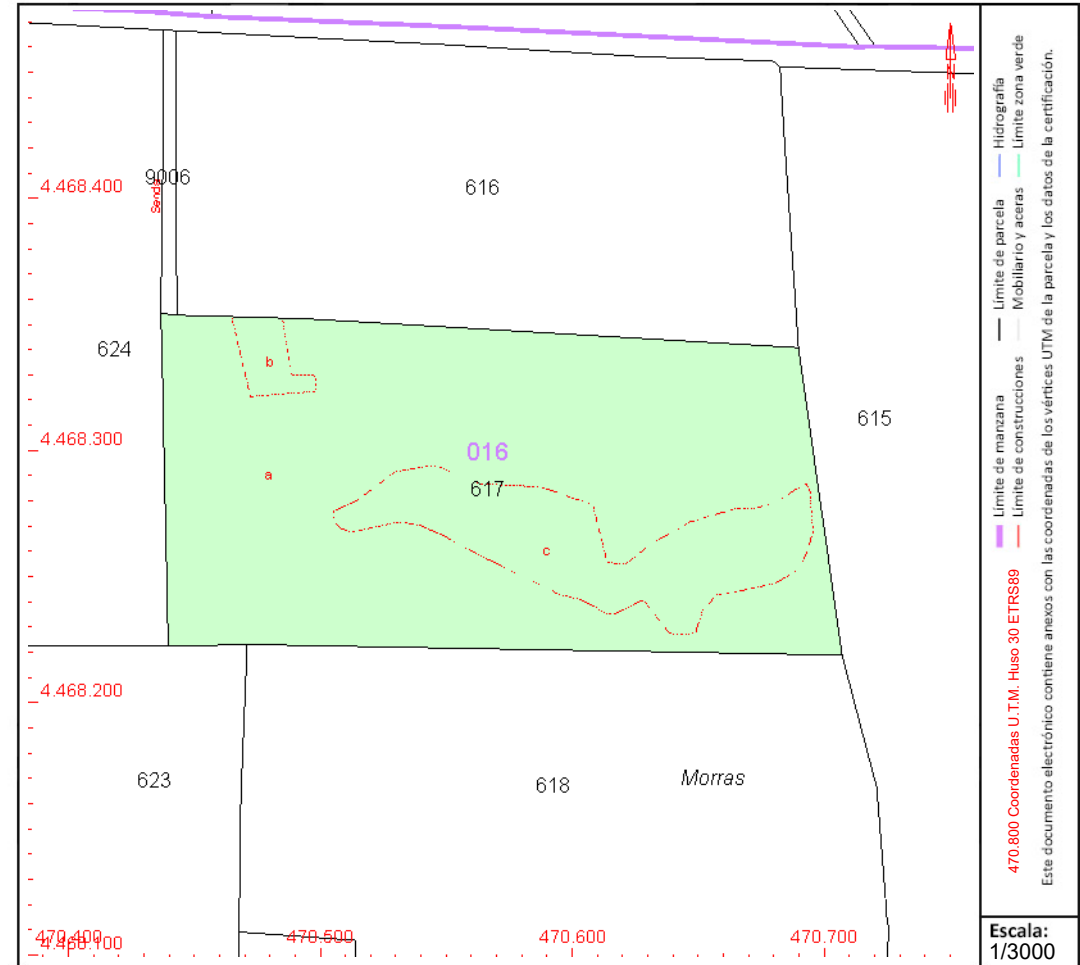 9006
Senda
616
4.468.400
624
b
4.468.300
016
615
a
617
c
4.468.200
623
618
Morras
470.400
4.468.100
470.500
470.600
470.700
N
470.800 Coordenadas U.T.M. Huso 30 ETRS89
Límite de manzana
Límite de parcela
Hidrografía
Límite de construcciones
Mobiliario y aceras
Límite zona verde
Este documento electrónico contiene anexos con las coordenadas de los vértices UTM de la parcela y los datos de la certificación.
Escala:
1/3000